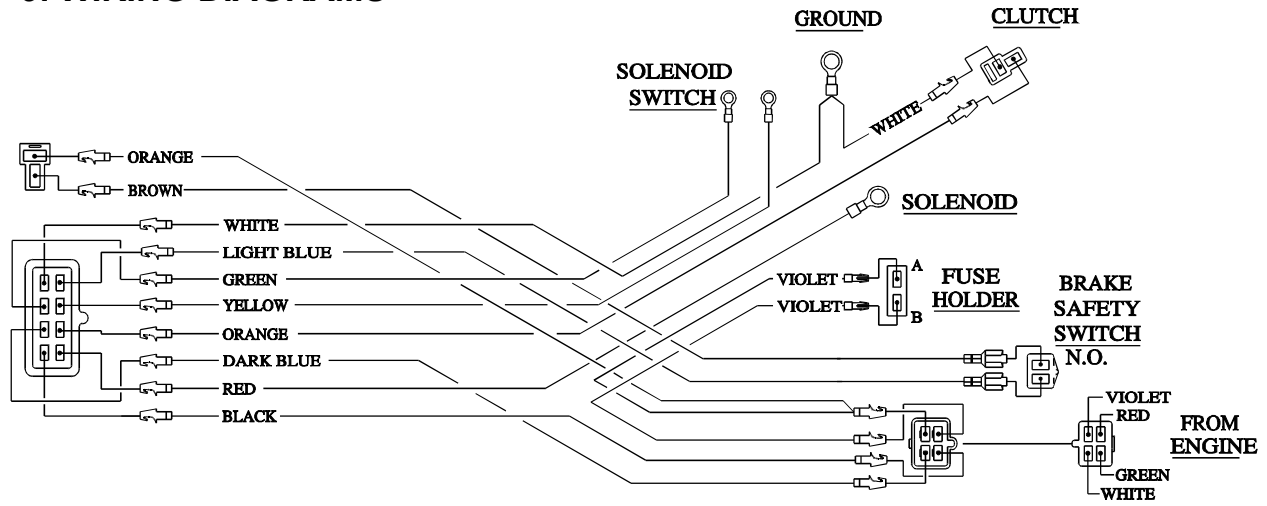 GROUND
CLUTCH
SOLENOID
SWITCH
WHITE
ORANGE
BROWN
SOLENOID
WHITE
LIGHT BLUE
GREEN
YELLOW
ORANGE
DARK BLUE
RED
BLACK
VIOLET
A
VIOLET
B
FUSE
HOLDER
BRAKE
SAFETY
SWITCH
N.O.
VIOLET
RED
FROM
ENGINE
GREEN
WHITE